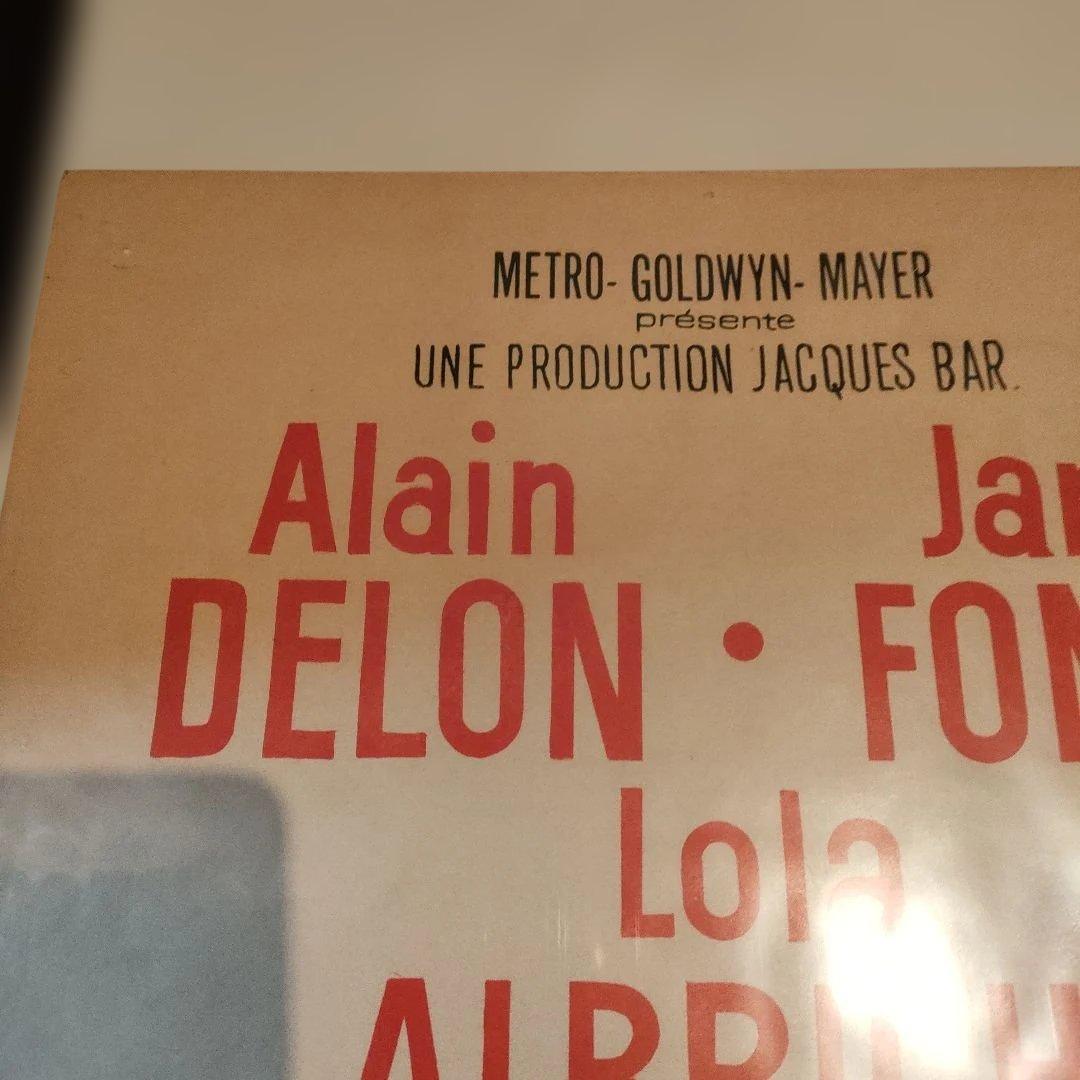 METRO- GOLDWYN- MAYER
présente
UNE PRODUCTION JACQUES BAR.
Alain
DELON •
Lola